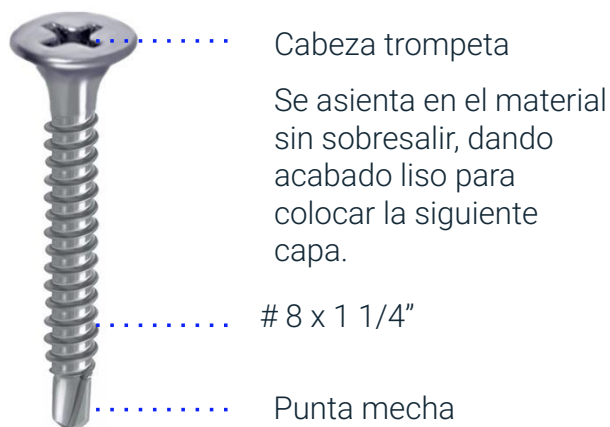 Cabeza trompeta
Se asienta en el material
sin sobresalir, dando
acabado liso para
colocar la siguiente
capa.
# 8 x 1 1/4”
Punta mecha